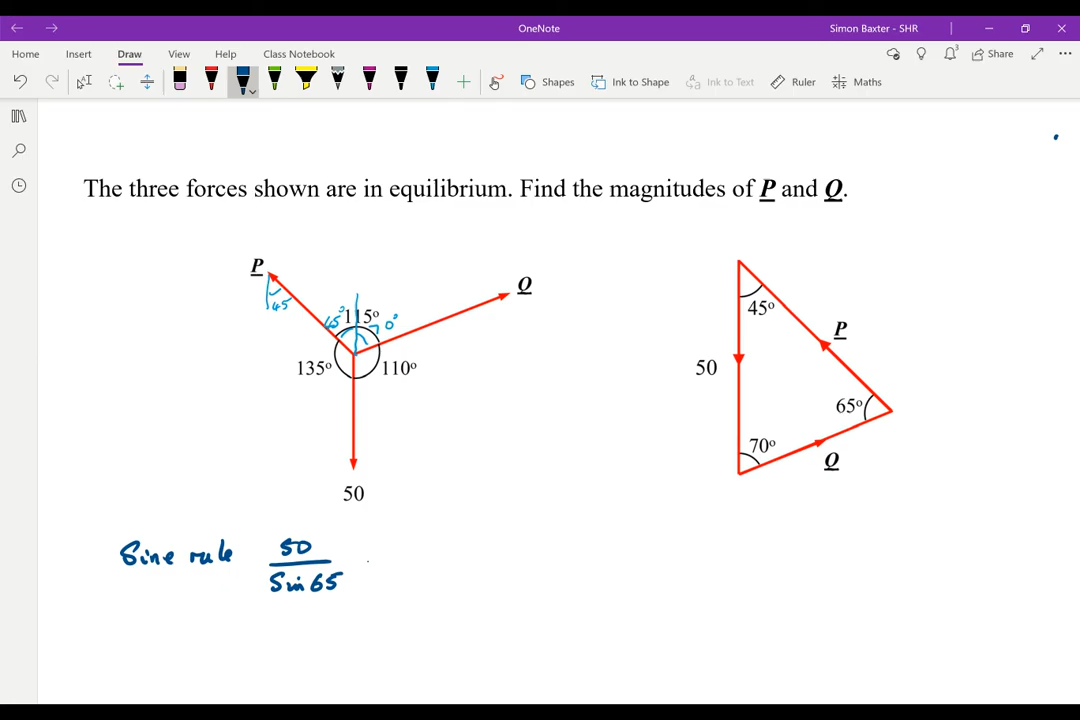 OneNote
Simon Baxter - SHR
Home Insert Draw View Help Class Notebook
3 Share
Shapes Ink to Shape Ink to Text Ruler Maths
The three forces shown are in equilibrium. Find the magnitudes of P and Q.
P
Q
45
45° 115° 70°
135° 110°
50
45°
P
50
65°
70°
Q
Sine rule 50
Sin 65